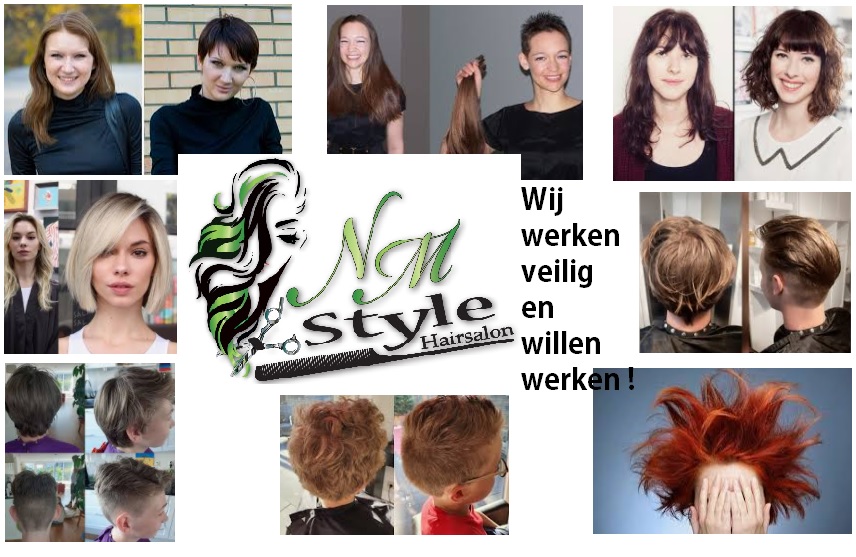 NM
Style
Hairsalon
Wij
werken
veilig
en
willen
werken !